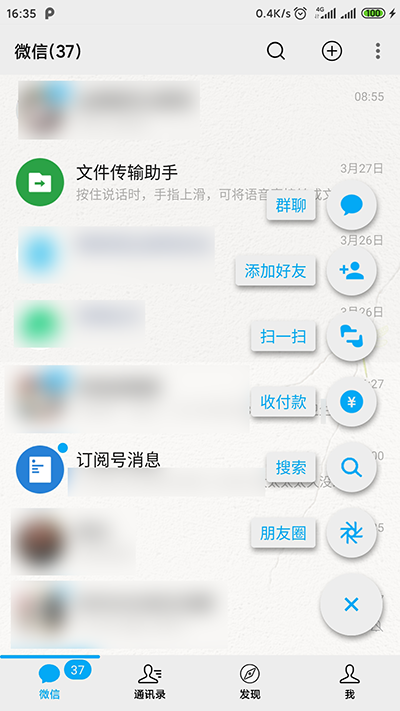 16:35
0.4K/s
4G
100
微信(37)
08:55
文件传输助手
3月27日
按住说话时，手指上滑，可将语音
群聊
3月26日
添加好友
3月26日
扫一扫
收付款
订阅号消息
搜索
朋友圈
37
微信
通讯录
发现
我